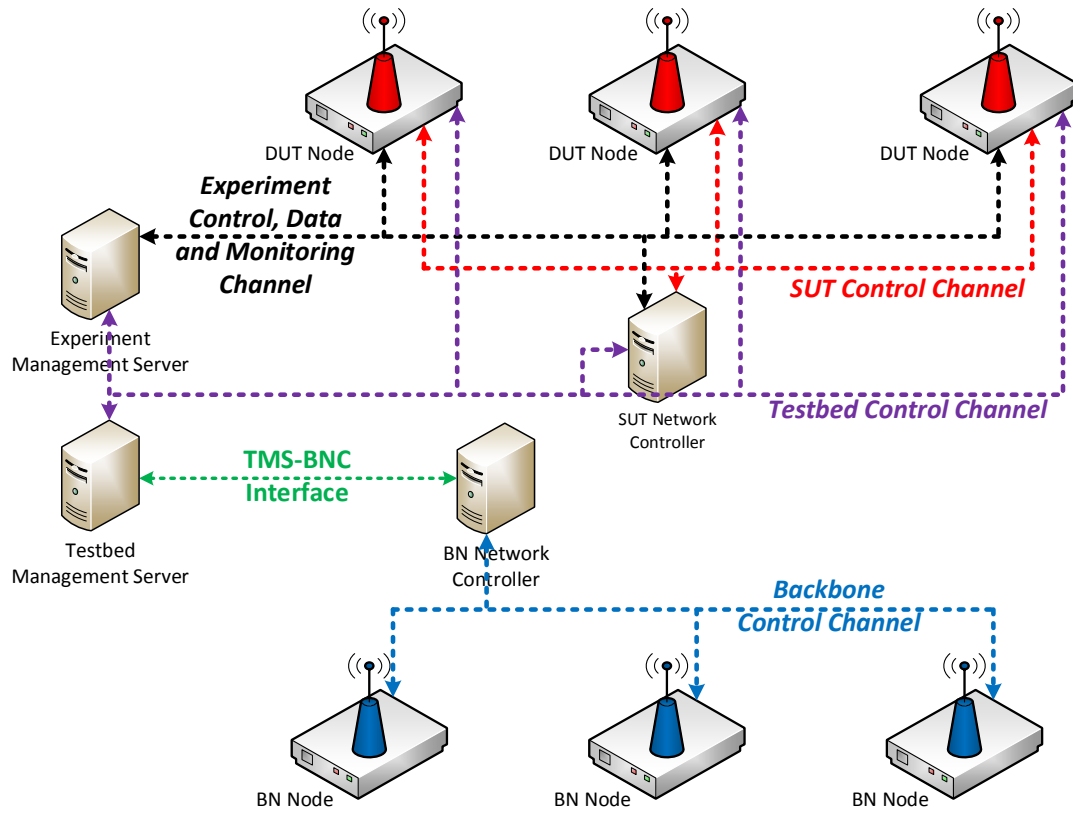 DUT Node
DUT Node
DUT Node
Experiment
Control, Data
and Monitoring
Channel
SUT Control Channel
Experiment
Management Server
Testbed Control Channel
SUT Network
Controller
TMS-BNC
Interface
Testbed
Management Server
BN Network
Controller
Backbone
Control Channel
BN Node
BN Node
BN Node